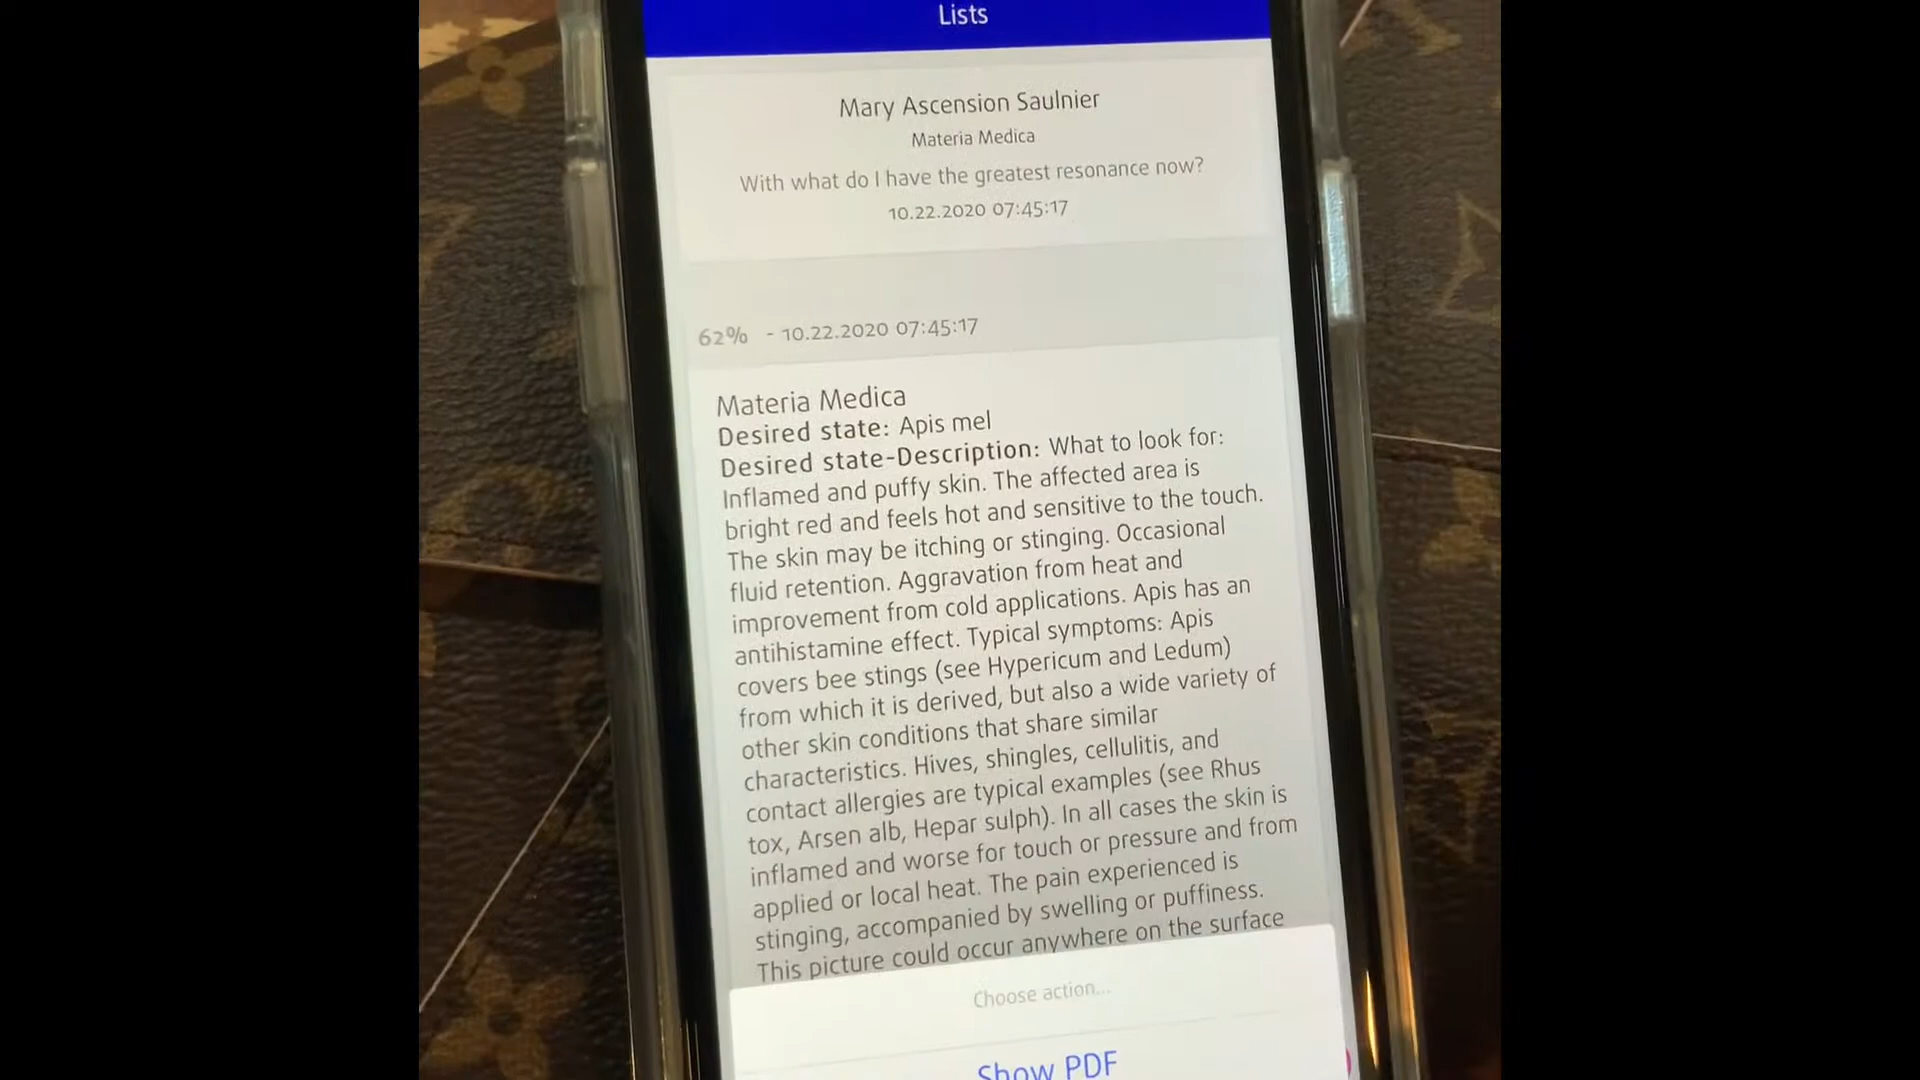 Lists
Mary Ascension Saulnier
Materia Medica
With what do I have the greatest resonance now?
10.22.2020 07:45:17
62% - 10.22.2020 07:45:17
Materia Medica
Desired state: Apis mel
Desired state-Description: What to look for:
Inflamed and puffy skin. The affected area is
bright red and feels hot and sensitive to the touch.
The skin may be itching or stinging. Occasional
fluid retention. Aggravation from heat and
improvement from cold applications. Apis has an
antihistamine effect. Typical symptoms: Apis
covers bee stings (see Hypericum and Ledum)
from which it is derived, but also a wide variety of
other skin conditions that share similar
characteristics. Hives, shingles, cellulitis, and
contact allergies are typical examples (see Rhus
tox, Arsen alb, Hepar sulph). In all cases the skin is
inflamed and worse for touch or pressure and from
applied or local heat. The pain experienced is
stinging, accompanied by swelling or puffiness.
This picture could occur anywhere on the surface
Choose action...
Show PDF